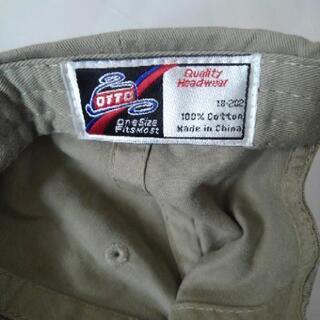 OTTO
One Size
Fits Most
Quality
Headwear
18-202
100% Cotton
Made in China